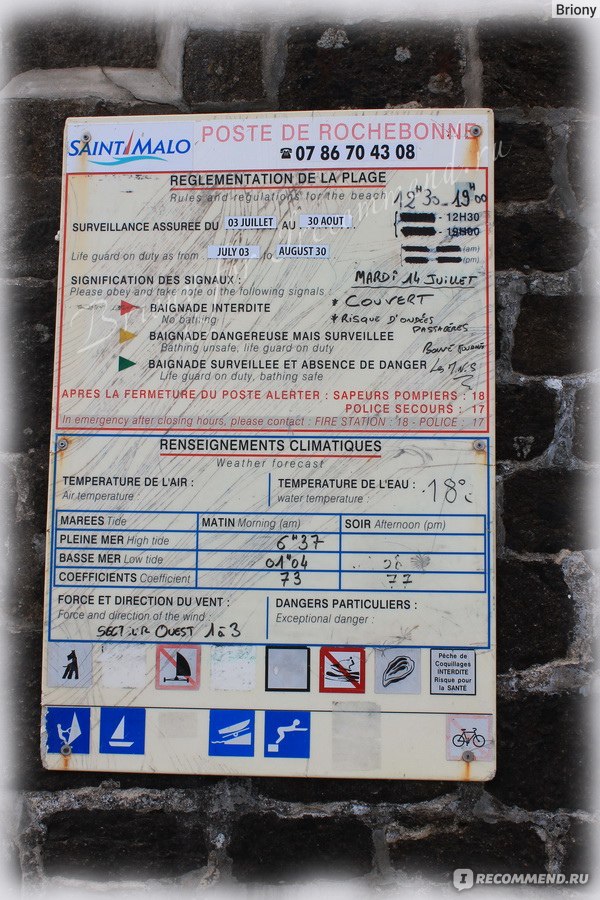 Briony
SAINT MALO
POSTE DE ROCHEBONNE
☎ 07 86 70 43 08
REGLEMENTATION DE LA PLAGE
Rules and regulations for the beach
12H30 19H00
SURVEILLANCE ASSUREE DU 03 JUILLET AU 30 AOUT
- 12H30
- 19H00
Life guard on duty as from JULY 03 to AUGUST 30
(am)
(pm)
SIGNIFICATION DES SIGNAUX :
Please obey and take note of the following signals :
MARDI 14 JUILLET
* COUVERT
* RISQUE D'ONDÉES
PASSAGÈRES
BAIGNADE INTERDITE
No bathing
BAIGNADE DANGEREUSE MAIS SURVEILLEE
Bathing unsafe, life guard on duty
BAIGNADE SURVEILLEE ET ABSENCE DE DANGER
Life guard on duty, bathing safe
APRES LA FERMETURE DU POSTE ALERTER : SAPEURS POMPIERS : 18
POLICE SECOURS : 17
In emergency after closing hours, please contact : FIRE STATION : 18 - POLICE : 17
RENSEIGNEMENTS CLIMATIQUES
Weather forecast
TEMPERATURE DE L'AIR :
Air temperature :
TEMPERATURE DE L'EAU :
water temperature :
18°c
MAREES Tide MATIN Morning (am) SOIR Afternoon (pm)
PLEINE MER High tide 6H37
BASSE MER Low tide 01H04
COEFFICIENTS Coefficient 73 77
FORCE ET DIRECTION DU VENT :
Force and direction of the wind :
SECTEUR OUEST 1 à 3
DANGERS PARTICULIERS :
Exceptional danger :
Pêche de
Coquillages
INTERDITE
Risque pour
la SANTÉ
IRECOMMEND.RU